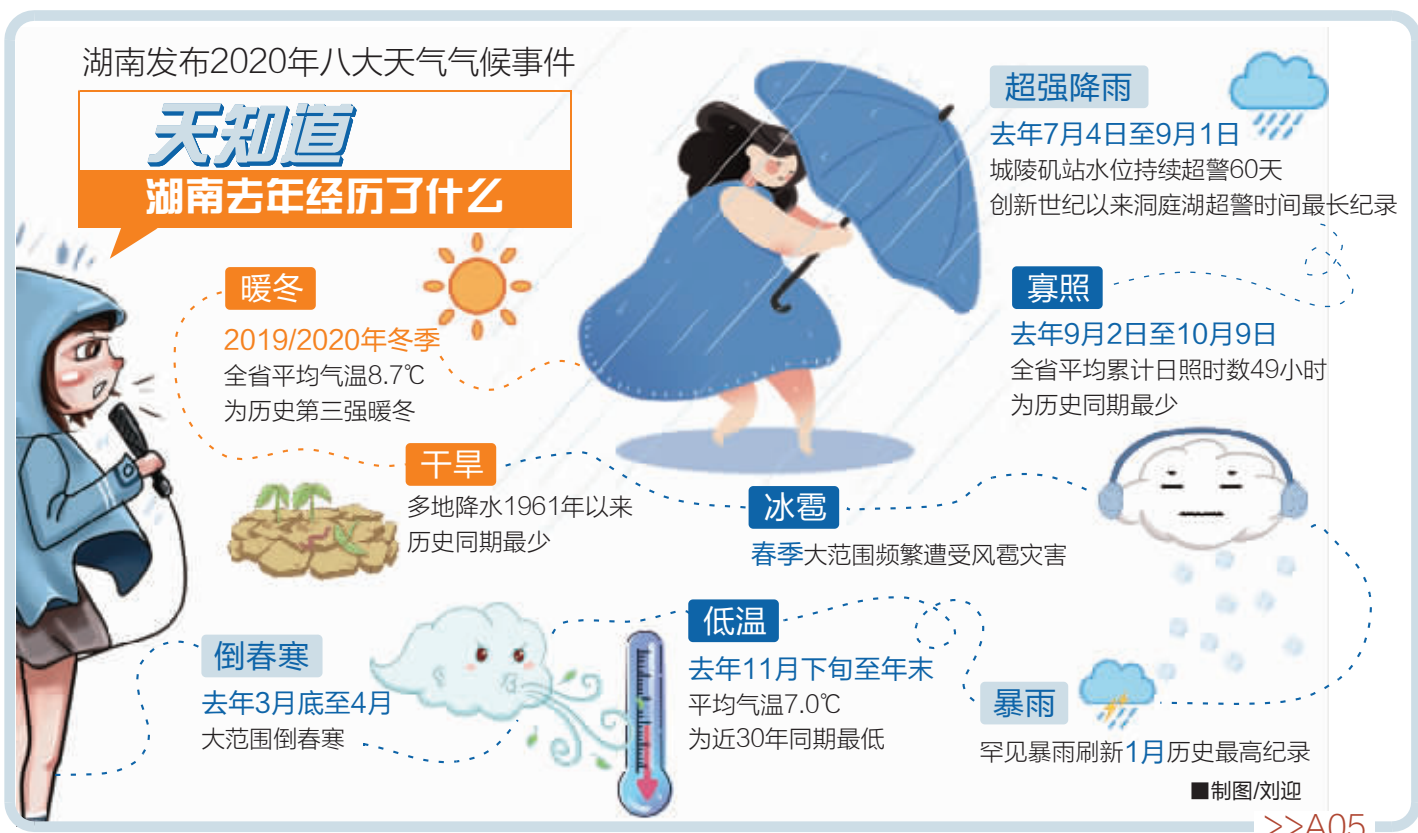 湖南发布2020年八大天气气候事件
天知道
湖南去年经历了什么
超强降雨
去年7月4日至9月1日
城陵矶站水位持续超警60天
创新世纪以来洞庭湖超警时间最长纪录
暖冬
2019/2020年冬季
全省平均气温8.7℃
为历史第三强暖冬
寡照
去年9月2日至10月9日
全省平均累计日照时数49小时
为历史同期最少
干旱
多地降水1961年以来
历史同期最少
冰雹
春季大范围频繁遭受风雹灾害
倒春寒
去年3月底至4月
大范围倒春寒
低温
去年11月下旬至年末
平均气温7.0℃
为近30年同期最低
暴雨
罕见暴雨刷新1月历史最高纪录
■制图/刘迎
>>A05